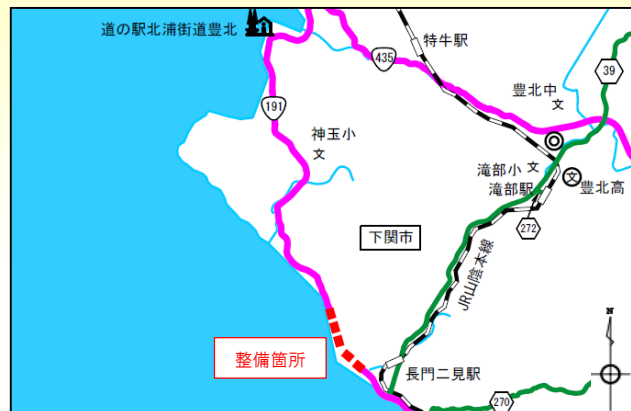 道の駅北浦街道豊北
特牛駅
435
39
191
豊北中
文
神玉小
文
滝部小
文
滝部駅
文
豊北高
272
下関市
JR山陰本線
整備箇所
長門二見駅
N
270